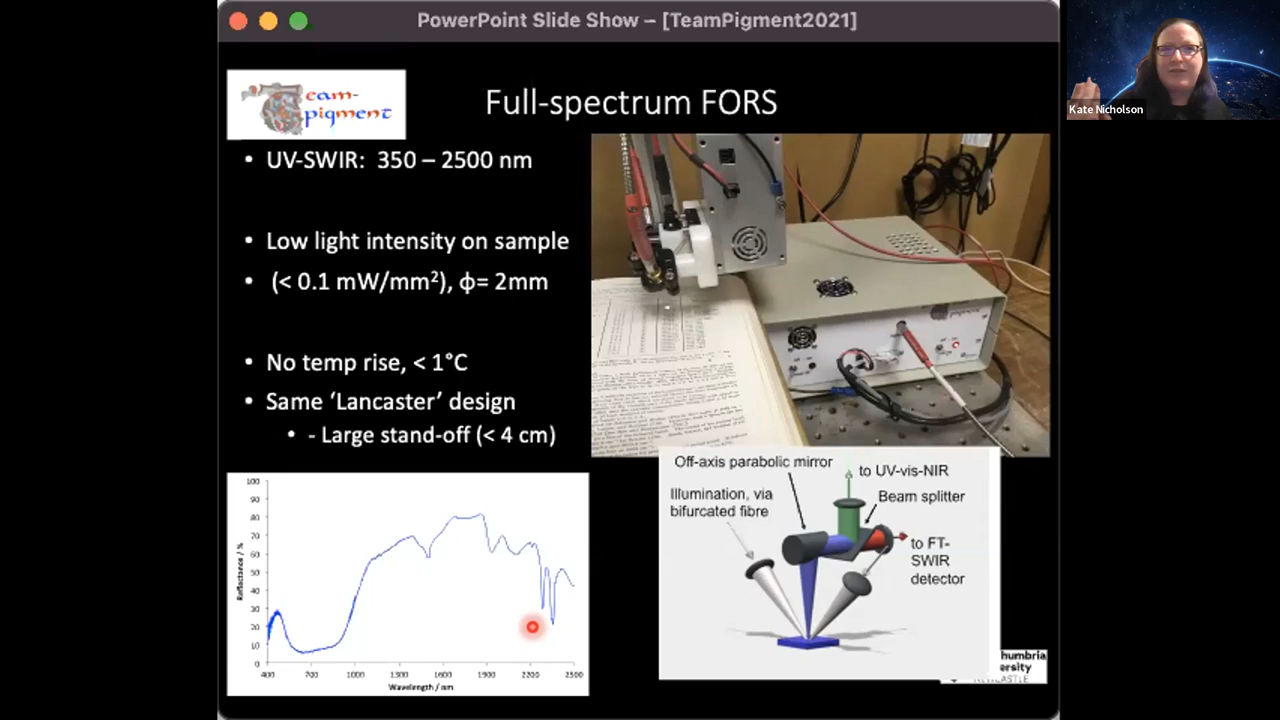 PowerPoint Slide Show – [TeamPigment2021]
Team-
pigment
Full-spectrum FORS
Kate Nicholson
• UV-SWIR: 350 – 2500 nm
• Low light intensity on sample
• (< 0.1 mW/mm²), ϕ= 2mm
• No temp rise, < 1°C
• Same ‘Lancaster’ design
• - Large stand-off (< 4 cm)
Off-axis parabolic mirror
to UV-vis-NIR
Illumination, via
bifurcated fibre
Beam splitter
to FT-
SWIR
detector
100
90
80
70
60
50
40
30
20
10
0
Reflectance / %
400 700 1000 1300 1600 1900 2200 2500
Wavelength / nm
humbria
ersity
NEWCASTLE